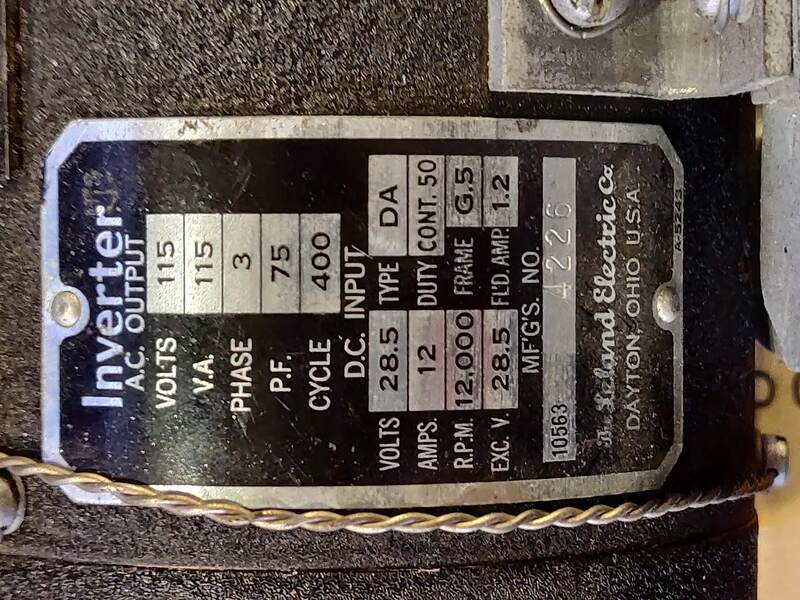 Inverter
A.C. OUTPUT
VOLTS 115
V.A. 115
PHASE 3
P.F. 75
CYCLE 400
D.C. INPUT
VOLTS 28.5 TYPE DA
AMPS. 12 DUTY CONT. 50
R.P.M. 12,000 FRAME G.5
EXC. V. 28.5 FL'D. AMP. 1.2
MF'G'S. NO.
10563 4226
The Leland Electric Co.
DAYTON, OHIO U.S.A
A-5243